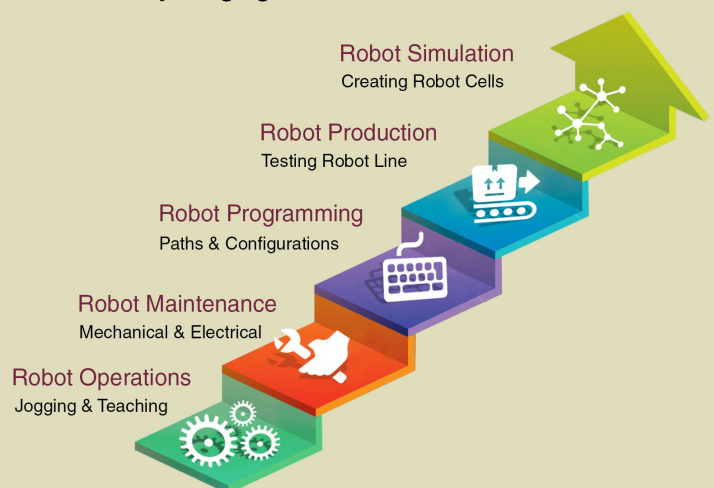 Robot Simulation
Creating Robot Cells
Robot Production
Testing Robot Line
Robot Programming
Paths & Configurations
Robot Maintenance
Mechanical & Electrical
Robot Operations
Jogging & Teaching